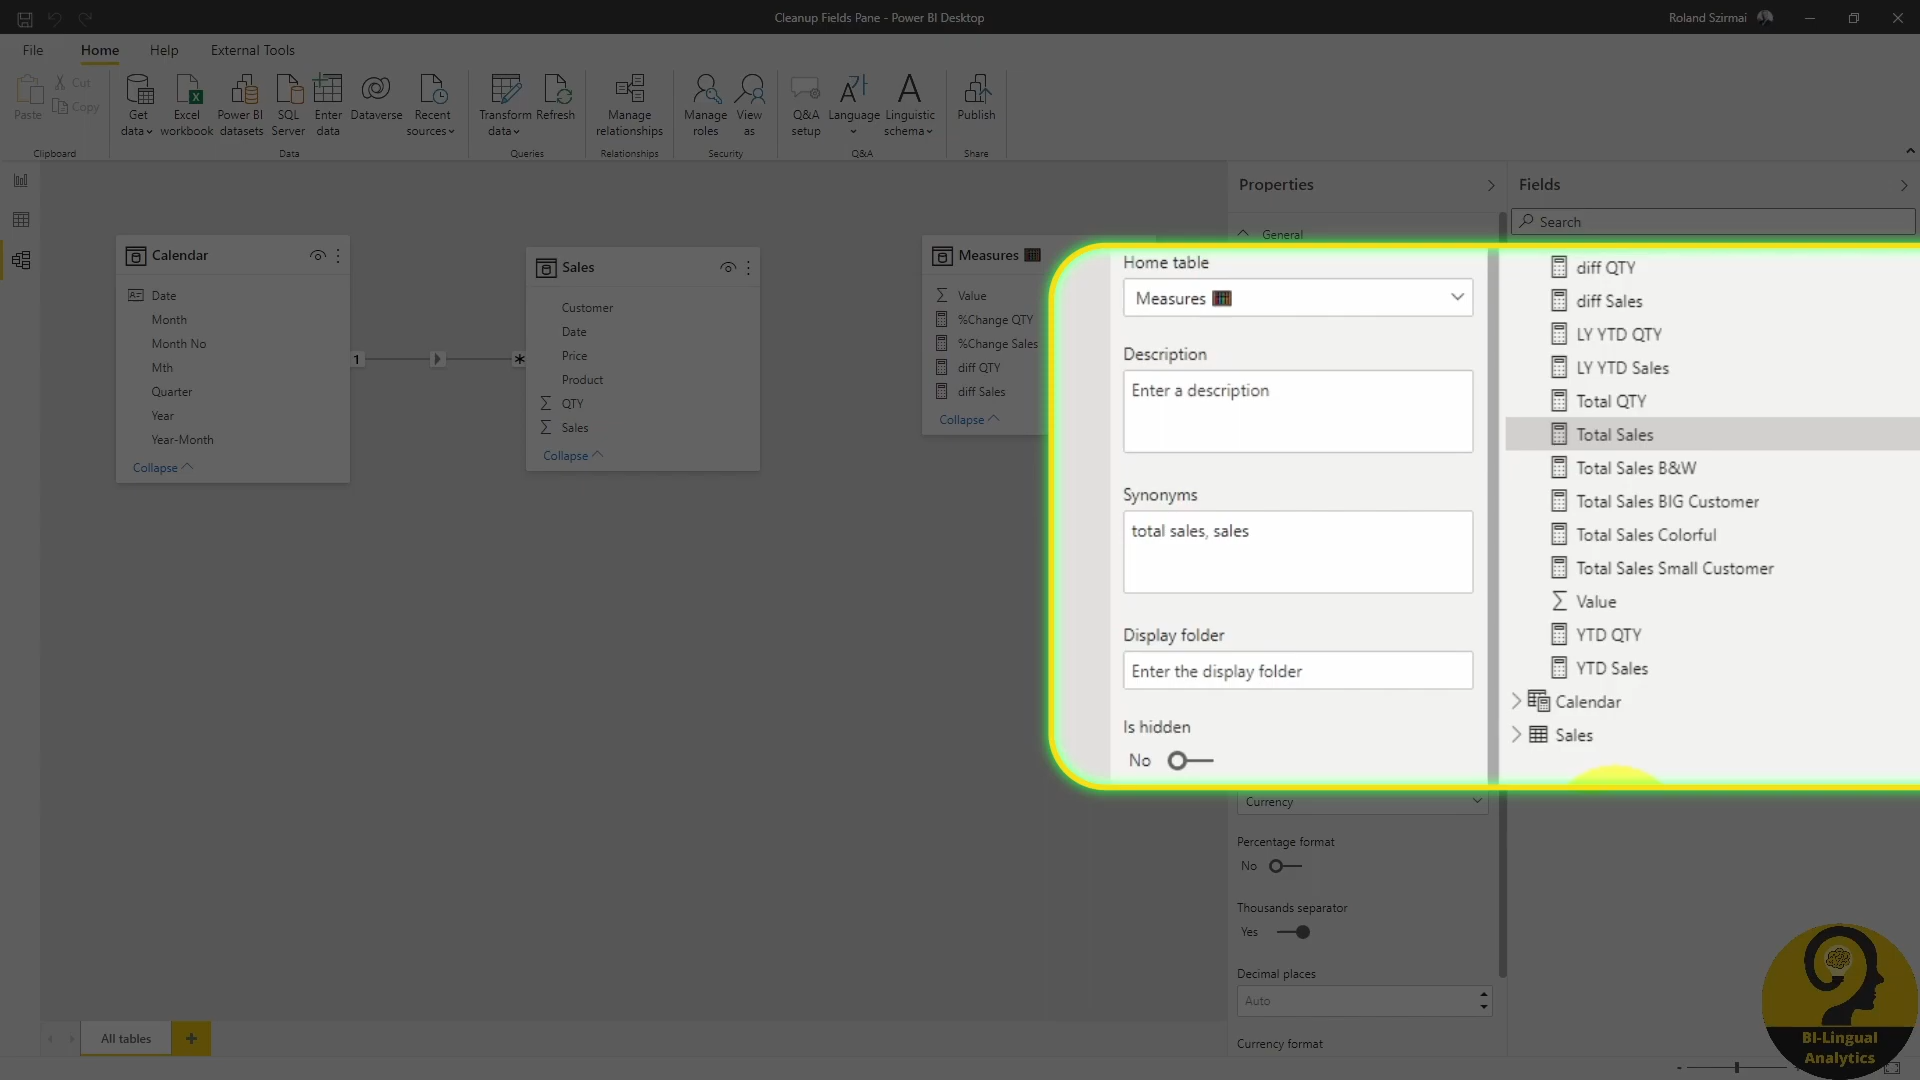 Cleanup Fields Pane - Power BI Desktop
Roland Szirmai
File
Home
Help
External Tools
Paste
Cut
Copy
Get data
Excel workbook
Power BI datasets
SQL Server
Enter data
Dataverse
Recent sources
Transform data
Refresh
Manage relationships
Manage roles
View as
Q&A setup
Language
Linguistic schema
Publish
Clipboard
Data
Queries
Relationships
Security
Q&A
Share
Calendar
Date
Month
Month No
Mth
Quarter
Year
Year-Month
Collapse
1
*
Sales
Customer
Date
Price
Product
QTY
Sales
Collapse
Measures
Value
%Change QTY
%Change Sales
diff QTY
diff Sales
Collapse
Properties
General
Home table
Measures
Description
Enter a description
Synonyms
total sales, sales
Display folder
Enter the display folder
Is hidden
No
Currency
Percentage format
No
Thousands separator
Yes
Decimal places
Auto
Currency format
Fields
Search
diff QTY
diff Sales
LY YTD QTY
LY YTD Sales
Total QTY
Total Sales
Total Sales B&W
Total Sales BIG Customer
Total Sales Colorful
Total Sales Small Customer
Value
YTD QTY
YTD Sales
Calendar
Sales
All tables
BI-Lingual
Analytics